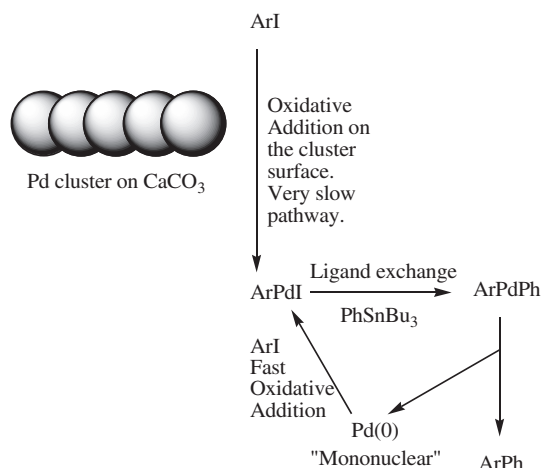 ArI
Oxidative
Addition on
the cluster
surface.
Very slow
pathway.
Pd cluster on CaCO3
Ligand exchange
ArPdI
ArPdPh
PhSnBu3
ArI
Fast
Oxidative
Addition
Pd(0)
"Mononuclear"
ArPh